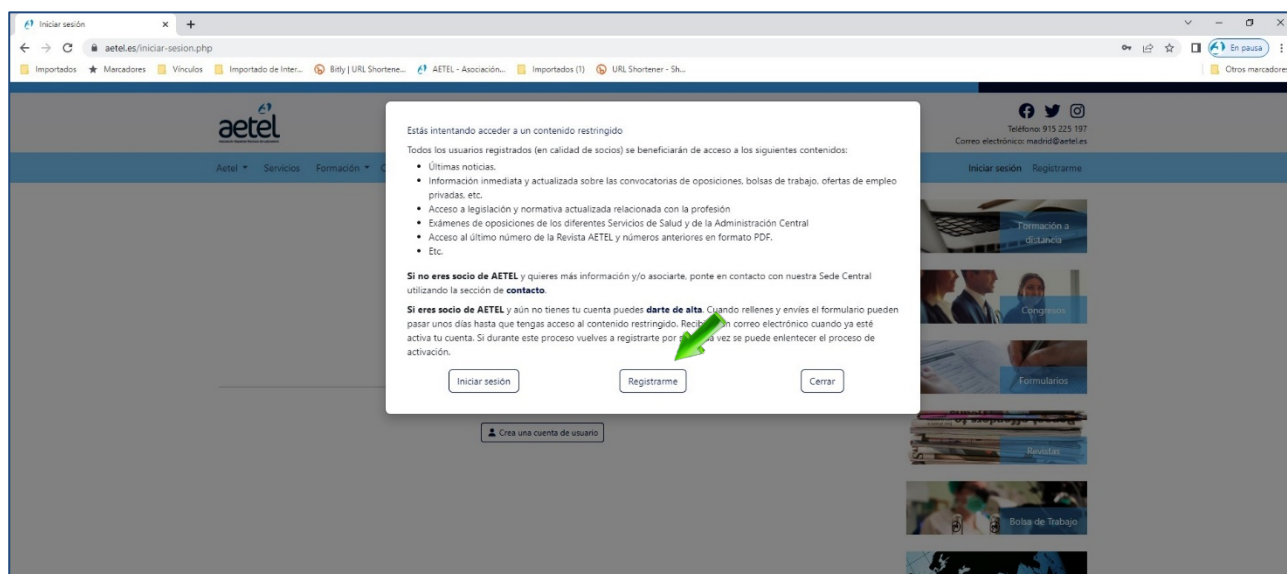 Iniciar sesión
aetel.es/iniciar-sesion.php
En pausa
Importados Marcadores Vínculos Importado de Inter... Bitly | URL Shortene... AETEL - Asociación... Importados (1) URL Shortener - Sh... Otros marcadores
aetel
Teléfono: 915 225 197
Correo electrónico: madrid@aetel.es
Aetel Servicios Formación
Iniciar sesión Registrarme
Estás intentando acceder a un contenido restringido
Todos los usuarios registrados (en calidad de socios) se beneficiarán de acceso a los siguientes contenidos:
• Últimas noticias.
• Información inmediata y actualizada sobre las convocatorias de oposiciones, bolsas de trabajo, ofertas de empleo
privadas, etc.
• Acceso a legislación y normativa actualizada relacionada con la profesión
• Exámenes de oposiciones de los diferentes Servicios de Salud y de la Administración Central
• Acceso al último número de la Revista AETEL y números anteriores en formato PDF.
• Etc.
Si no eres socio de AETEL y quieres más información y/o asociarte, ponte en contacto con nuestra Sede Central
utilizando la sección de contacto.
Si eres socio de AETEL y aún no tienes tu cuenta puedes darte de alta. Cuando rellenes y envíes el formulario pueden
pasar unos días hasta que tengas acceso al contenido restringido. correo electrónico cuando ya esté
activa tu cuenta. Si durante este proceso vuelves a registrarte por vez se puede enlentecer el proceso de
activación.
Iniciar sesión Registrarme Cerrar
Crea una cuenta de usuario
Formación a
distancia
Congresos
Formularios
Revistas
Bolsa de Trabajo